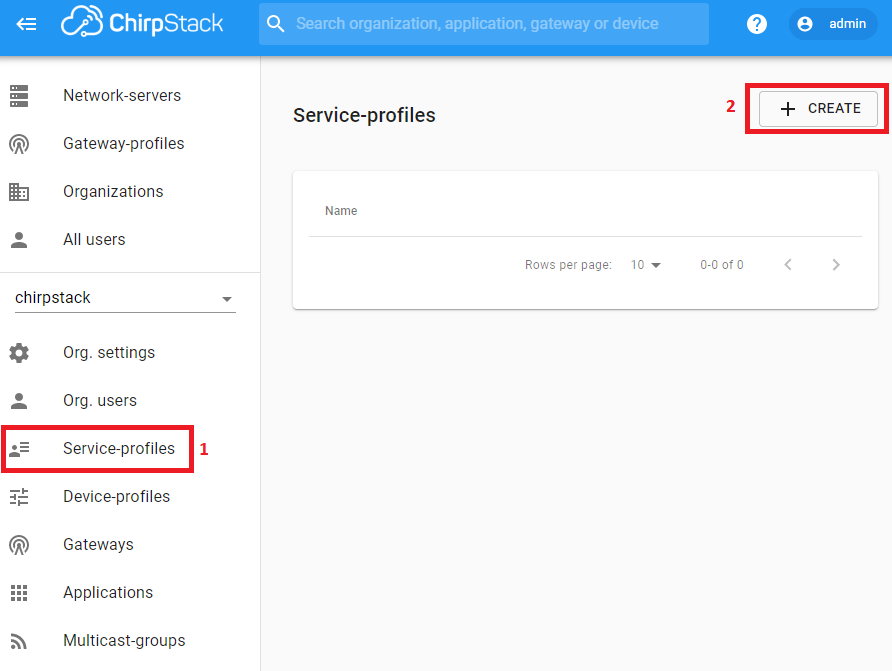 ChirpStack
Search organization, application, gateway or device
? admin
Network-servers
Gateway-profiles
Organizations
All users
chirpstack
Org. settings
Org. users
Service-profiles 1
Device-profiles
Gateways
Applications
Multicast-groups
Service-profiles
2 + CREATE
Name
Rows per page: 10 0-0 of 0